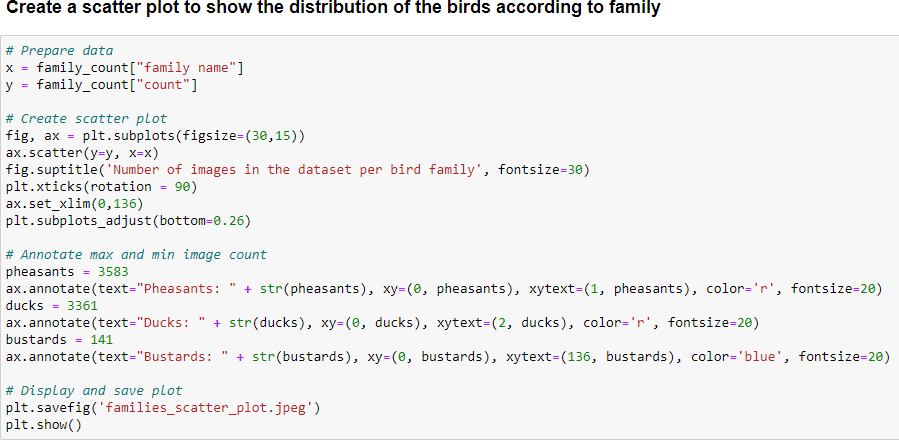 Create a scatter plot to show the distribution of the birds according to family
# Prepare data
x = family_count["family name"]
y = family_count["count"]
# Create scatter plot
fig, ax = plt.subplots(figsize=(30,15))
ax.scatter(y=y, x=x)
fig.suptitle('Number of images in the dataset per bird family', fontsize=30)
plt.xticks(rotation = 90)
ax.set_xlim(0,136)
plt.subplots_adjust(bottom=0.26)
# Annotate max and min image count
pheasants = 3583
ax.annotate(text="Pheasants: " + str(pheasants), xy=(0, pheasants), xytext=(1, pheasants), color='r', fontsize=20)
ducks = 3361
ax.annotate(text="Ducks: " + str(ducks), xy=(0, ducks), xytext=(2, ducks), color='r', fontsize=20)
bustards = 141
ax.annotate(text="Bustards: " + str(bustards), xy=(0, bustards), xytext=(136, bustards), color='blue', fontsize=20)
# Display and save plot
plt.savefig('families_scatter_plot.jpeg')
plt.show()